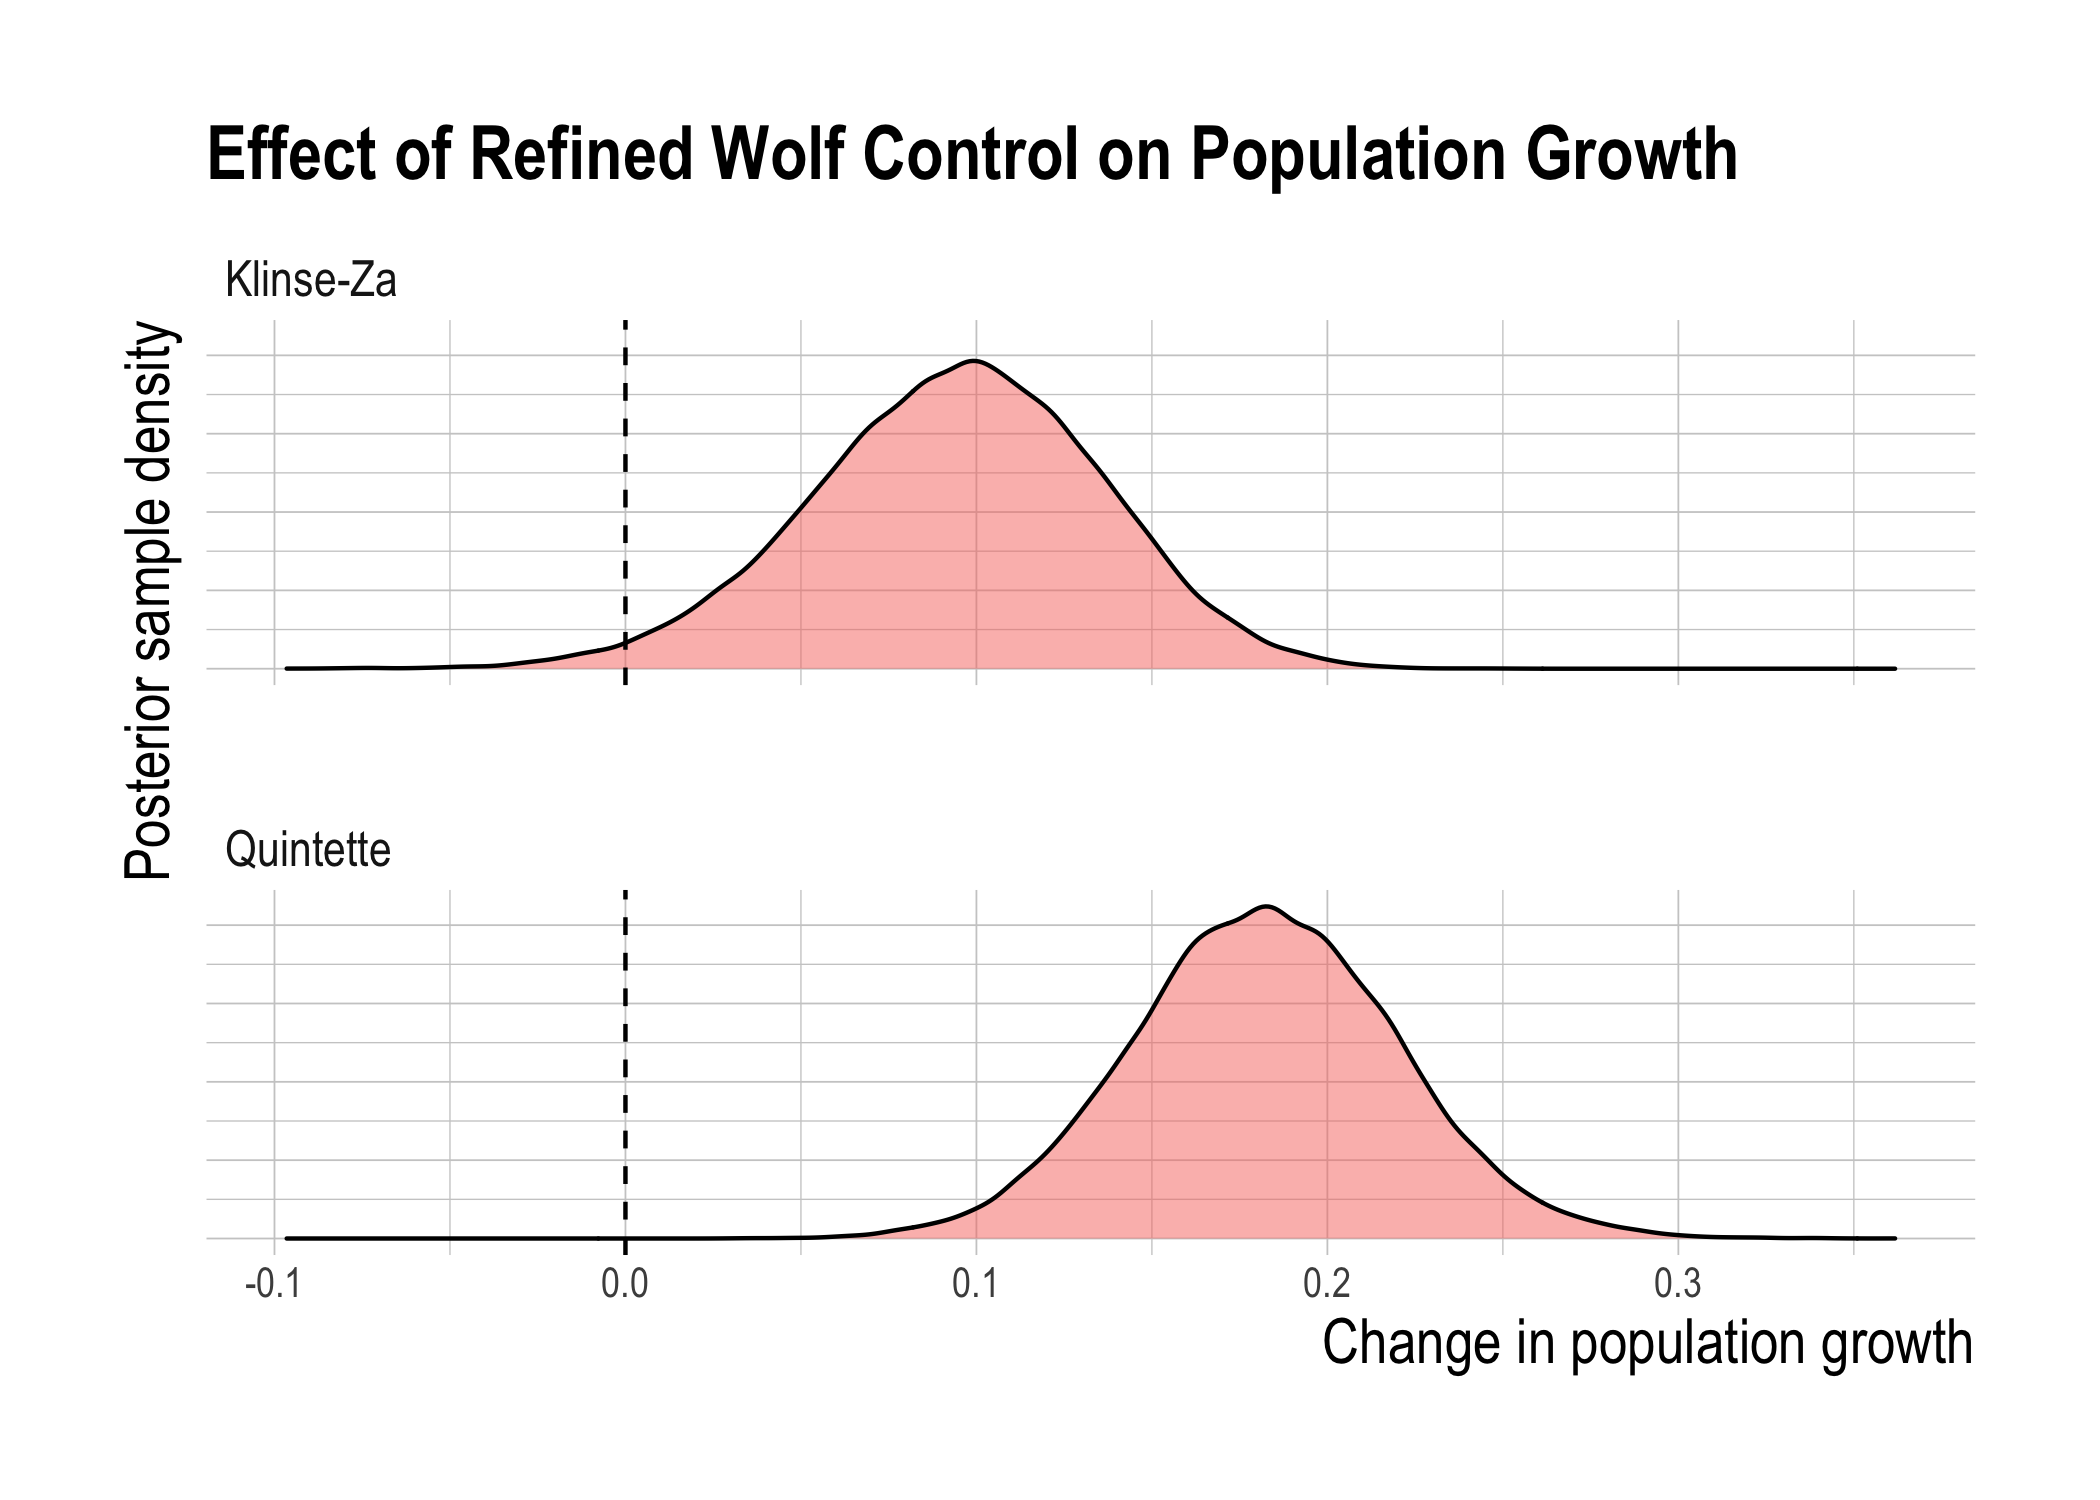 Effect of Refined Wolf Control on Population Growth
Klinse-Za
Posterior sample density
Quintette
-0.1 0.0 0.1 0.2 0.3
Change in population growth